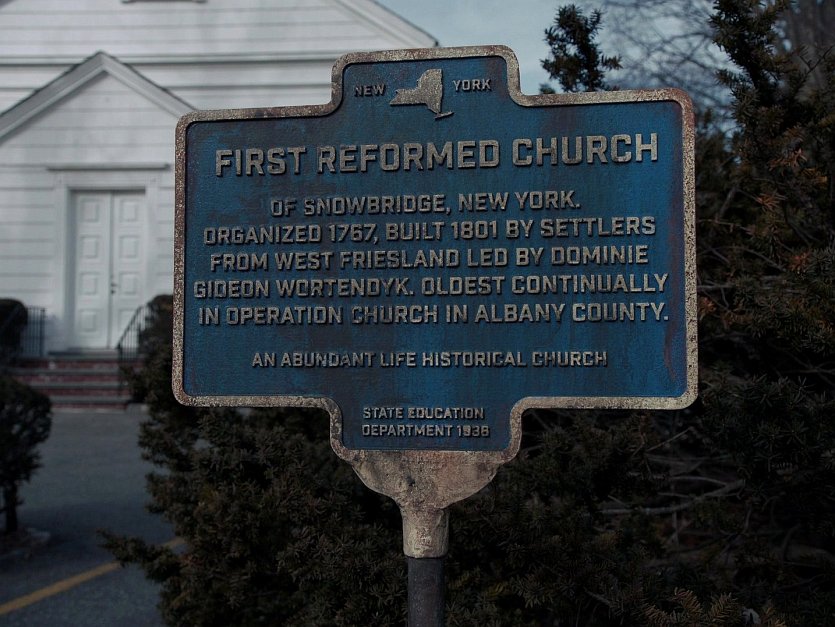 NEW YORK
FIRST REFORMED CHURCH
OF SNOWBRIDGE, NEW YORK.
ORGANIZED 1767, BUILT 1801 BY SETTLERS
FROM WEST FRIESLAND LED BY DOMINIE
GIDEON WORTENDYK. OLDEST CONTINUALLY
IN OPERATION CHURCH IN ALBANY COUNTY.
AN ABUNDANT LIFE HISTORICAL CHURCH
STATE EDUCATION
DEPARTMENT 1936